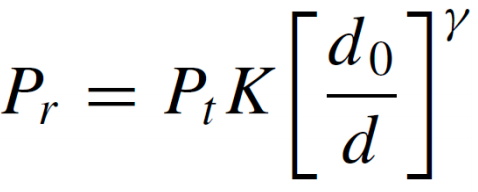 P_r = P_t K [d_0/d]^γ